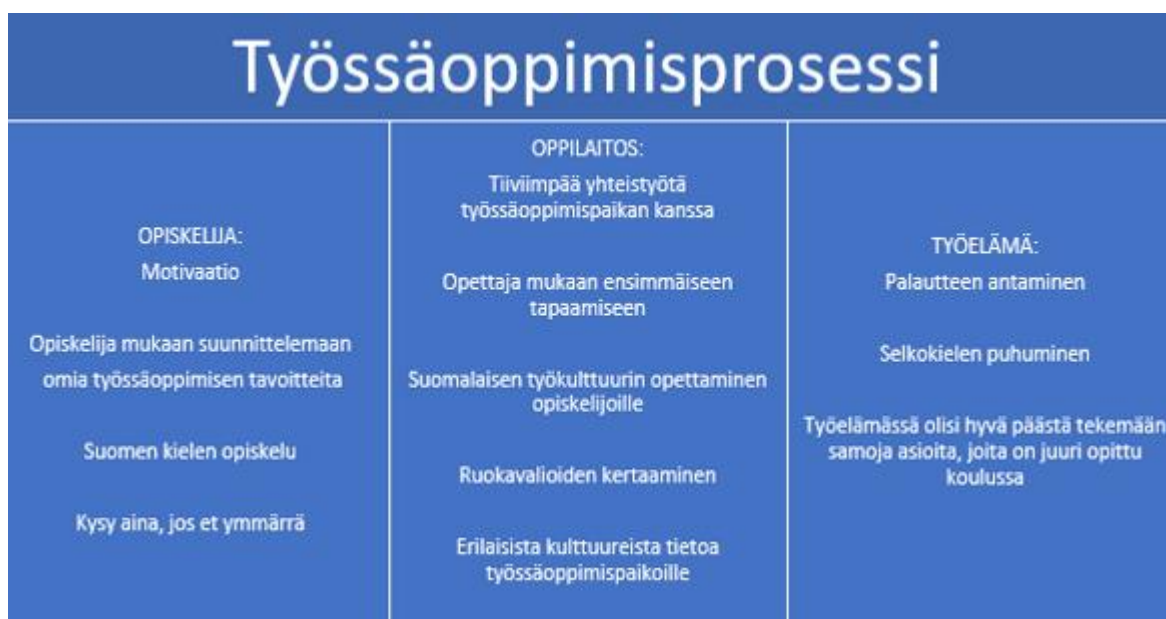 Työssäoppimisprosessi
OPISKELIJA:
Motivaatio
Opiskelija mukaan suunnittelemaan
omia työssäoppimisen tavoitteita
Suomen kielen opiskelu
Kysy aina, jos et ymmärrä
OPPILAITOS:
Tiiviimpää yhteistyötä
työssäoppimispaikan kanssa
Opettaja mukaan ensimmäiseen
tapaamiseen
Suomalaisen työkulttuurin opettaminen
opiskelijoille
Ruokavalioiden kertaaminen
Erilaisista kulttuureista tietoa
työssäoppimispaikoille
TYÖELÄMÄ:
Palautteen antaminen
Selkokielen puhuminen
Työelämässä olisi hyvä päästä tekemään
samoja asioita, joita on juuri opittu
koulussa